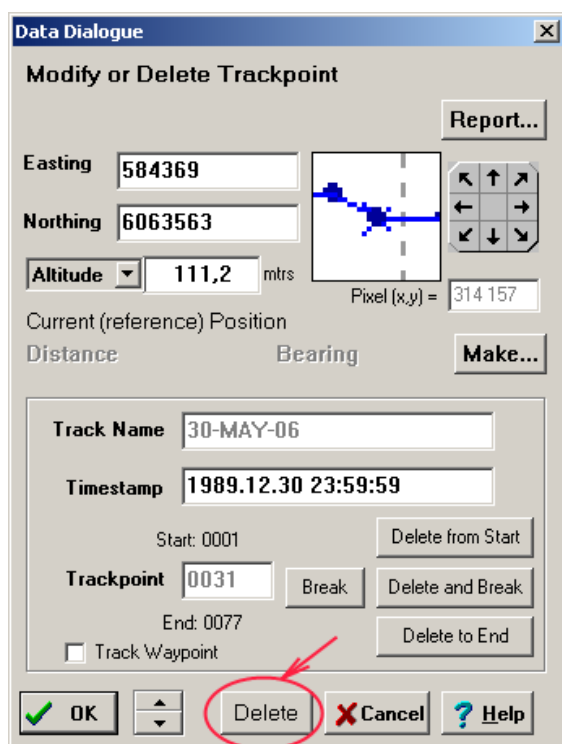 Data Dialogue
Modify or Delete Trackpoint
Report...
Easting 584369
Northing 6063563
Altitude 111,2 mtrs
Pixel (x,y) = 314 157
Current (reference) Position
Distance Bearing Make...
Track Name 30-MAY-06
Timestamp 1989.12.30 23:59:59
Start: 0001 Delete from Start
Trackpoint 0031 Break Delete and Break
End: 0077 Delete to End
Track Waypoint
OK Delete Cancel ? Help